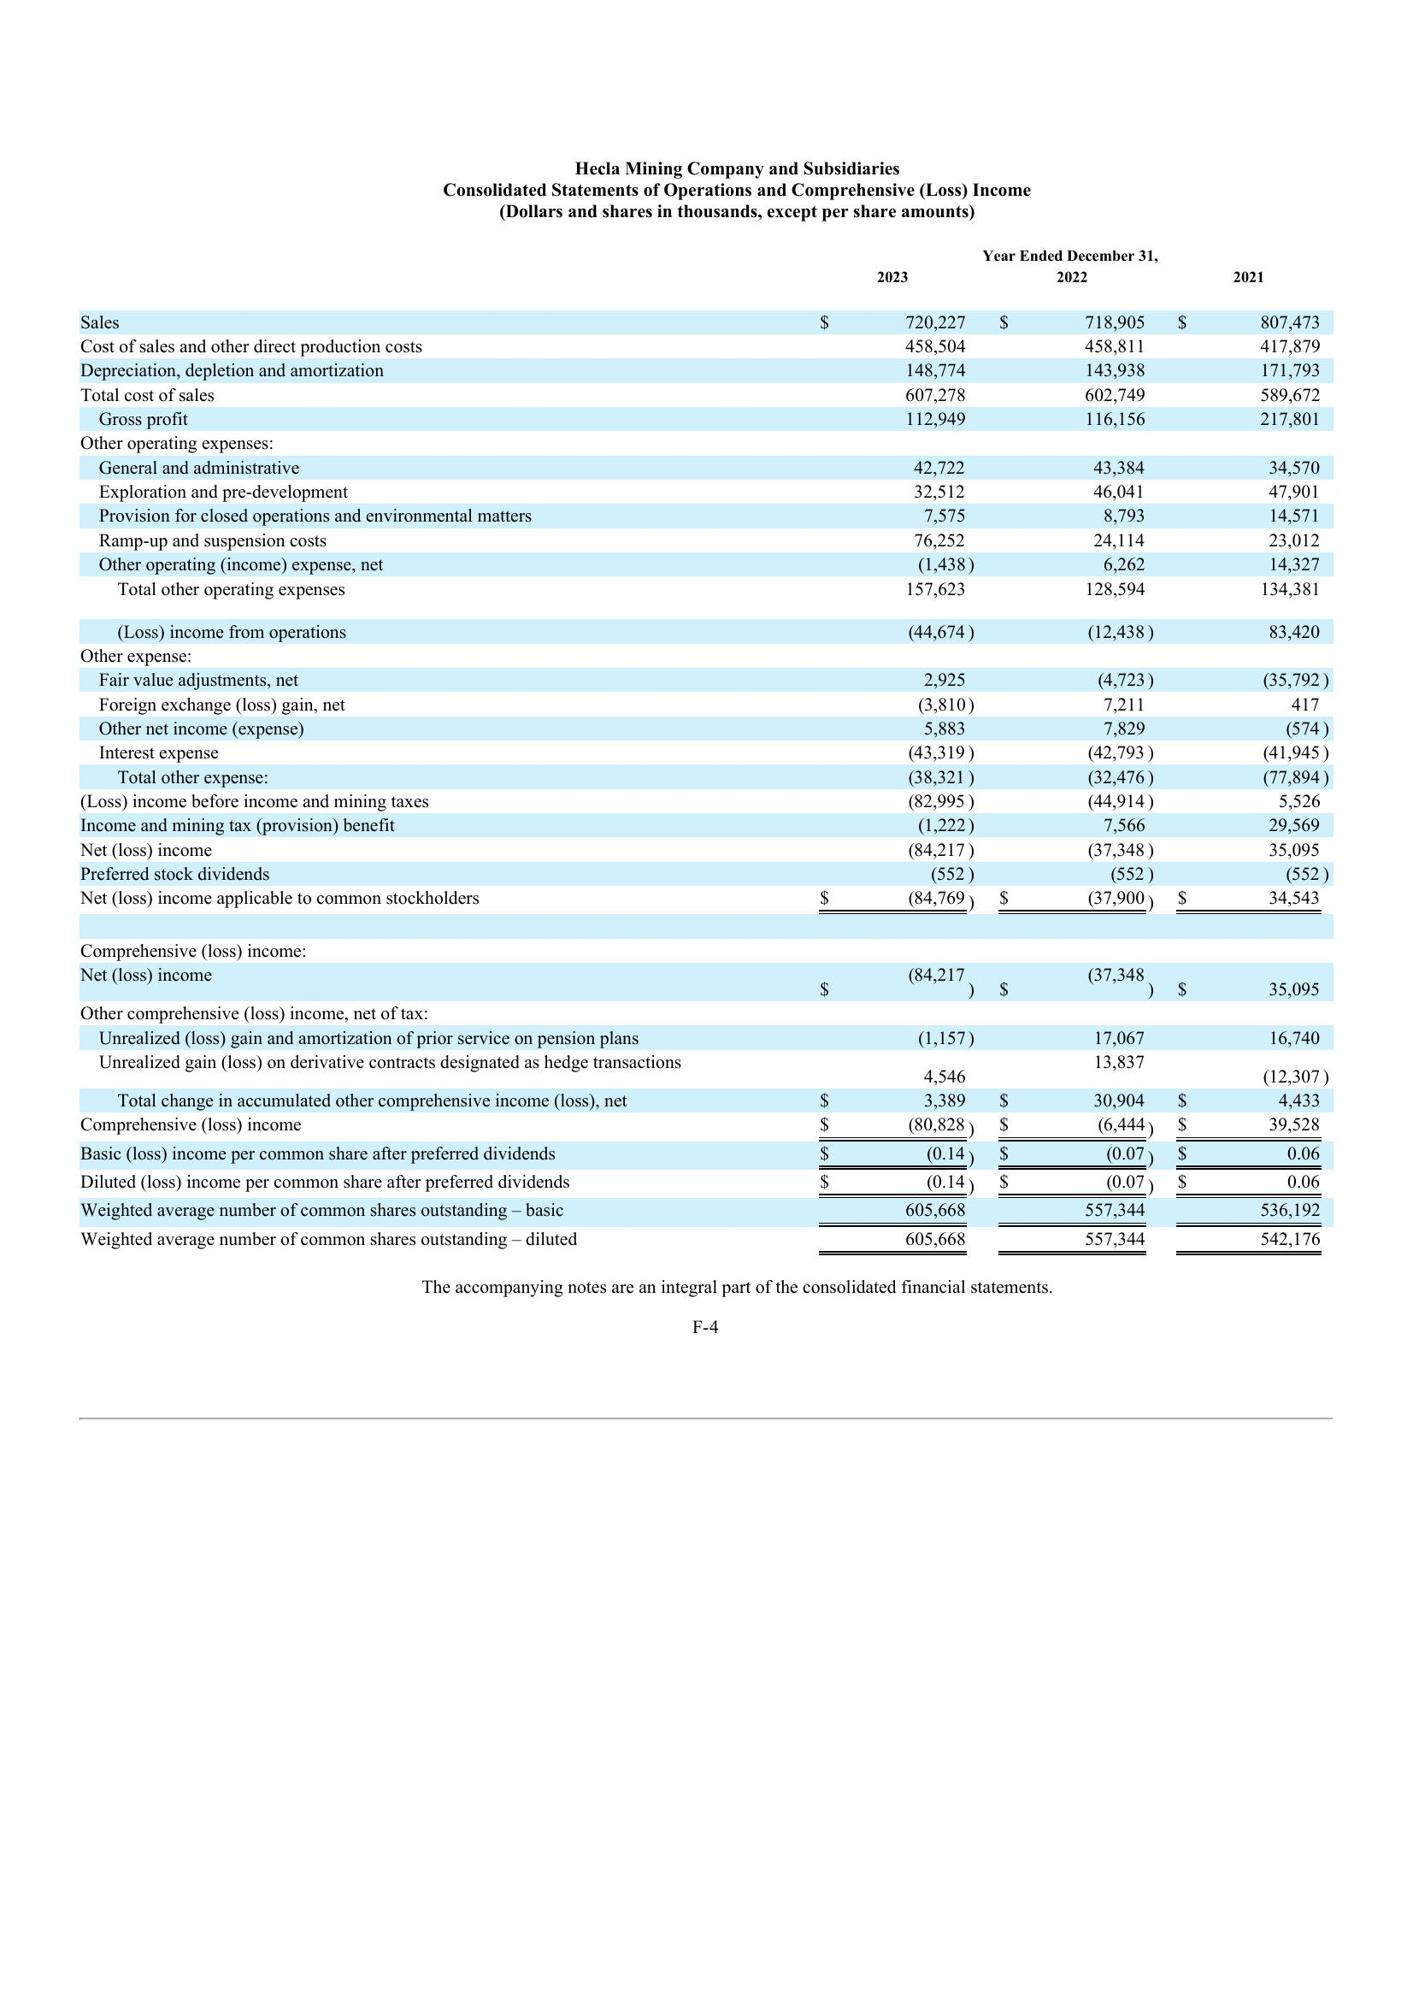 Hecla Mining Company and Subsidiaries
Consolidated Statements of Operations and Comprehensive (Loss) Income
(Dollars and shares in thousands, except per share amounts)
Year Ended December 31,
2023 2022 2021
Sales $ 720,227 $ 718,905 $ 807,473
Cost of sales and other direct production costs 458,504 458,811 417,879
Depreciation, depletion and amortization 148,774 143,938 171,793
Total cost of sales 607,278 602,749 589,672
Gross profit 112,949 116,156 217,801
Other operating expenses:
General and administrative 42,722 43,384 34,570
Exploration and pre-development 32,512 46,041 47,901
Provision for closed operations and environmental matters 7,575 8,793 14,571
Ramp-up and suspension costs 76,252 24,114 23,012
Other operating (income) expense, net (1,438) 6,262 14,327
Total other operating expenses 157,623 128,594 134,381
(Loss) income from operations (44,674) (12,438) 83,420
Other expense:
Fair value adjustments, net 2,925 (4,723) (35,792)
Foreign exchange (loss) gain, net (3,810) 7,211 417
Other net income (expense) 5,883 7,829 (574)
Interest expense (43,319) (42,793) (41,945)
Total other expense: (38,321) (32,476) (77,894)
(Loss) income before income and mining taxes (82,995) (44,914) 5,526
Income and mining tax (provision) benefit (1,222) 7,566 29,569
Net (loss) income (84,217) (37,348) 35,095
Preferred stock dividends (552) (552) (552)
Net (loss) income applicable to common stockholders $ (84,769) $ (37,900) $ 34,543
Comprehensive (loss) income:
Net (loss) income $ (84,217) $ (37,348) $ 35,095
Other comprehensive (loss) income, net of tax:
Unrealized (loss) gain and amortization of prior service on pension plans (1,157) 17,067 16,740
Unrealized gain (loss) on derivative contracts designated as hedge transactions 4,546 13,837 (12,307)
Total change in accumulated other comprehensive income (loss), net $ 3,389 $ 30,904 $ 4,433
Comprehensive (loss) income $ (80,828) $ (6,444) $ 39,528
Basic (loss) income per common share after preferred dividends $ (0.14) $ (0.07) $ 0.06
Diluted (loss) income per common share after preferred dividends $ (0.14) $ (0.07) $ 0.06
Weighted average number of common shares outstanding – basic 605,668 557,344 536,192
Weighted average number of common shares outstanding – diluted 605,668 557,344 542,176
The accompanying notes are an integral part of the consolidated financial statements.
F-4